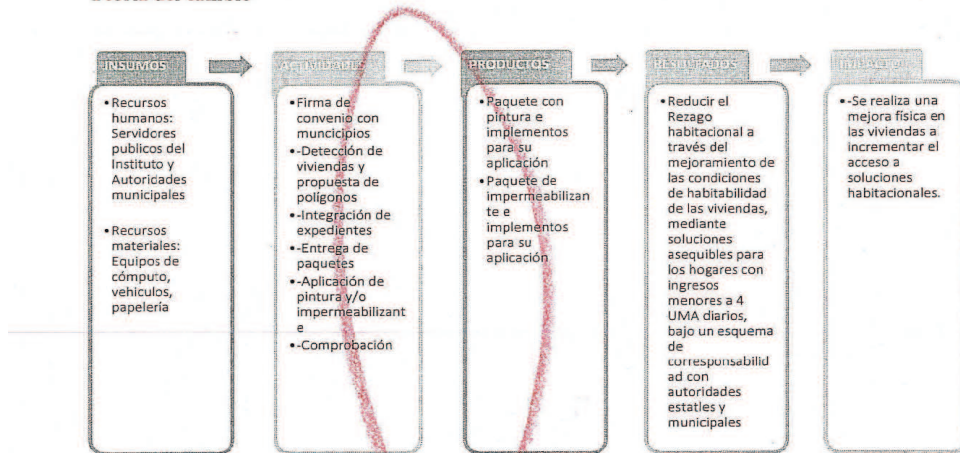 INSUMOS
• Recursos
humanos:
Servidores
publicos del
Instituto y
Autoridades
municipales
• Recursos
materiales:
Equipos de
cómputo,
vehiculos,
papelería
ACTIVIDADES
• Firma de
convenio con
muncicipios
• -Detección de
viviendas y
propuesta de
polígonos
• -Integración de
expedientes
• -Entrega de
paquetes
• -Aplicación de
pintura y/o
impermeabilizant
e
• -Comprobación
PRODUCTOS
• Paquete con
pintura e
implementos
para su
aplicación
• Paquete de
impermeabilizan
te e
implementos
para su
aplicación
RESULTADOS
• Reducir el
Rezago
habitacional a
través del
mejoramiento de
las condiciones
de habitabilidad
de las viviendas,
mediante
soluciones
asequibles para
los hogares con
ingresos
menores a 4
UMA diarios,
bajo un esquema
de
corresponsabilid
ad con
autoridades
estatles y
municipales
IMPACTO
• -Se realiza una
mejora física en
las viviendas a
incrementar el
acceso a
soluciones
habitacionales.